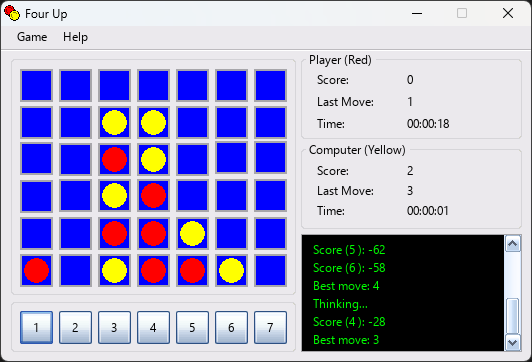 Four Up
Game Help
Player (Red)
Score: 0
Last Move: 1
Time: 00:00:18
Computer (Yellow)
Score: 2
Last Move: 3
Time: 00:00:01
Score (5 ): -62
Score (6 ): -58
Best move: 4
Thinking...
Score (4 ): -28
Best move: 3
1 2 3 4 5 6 7